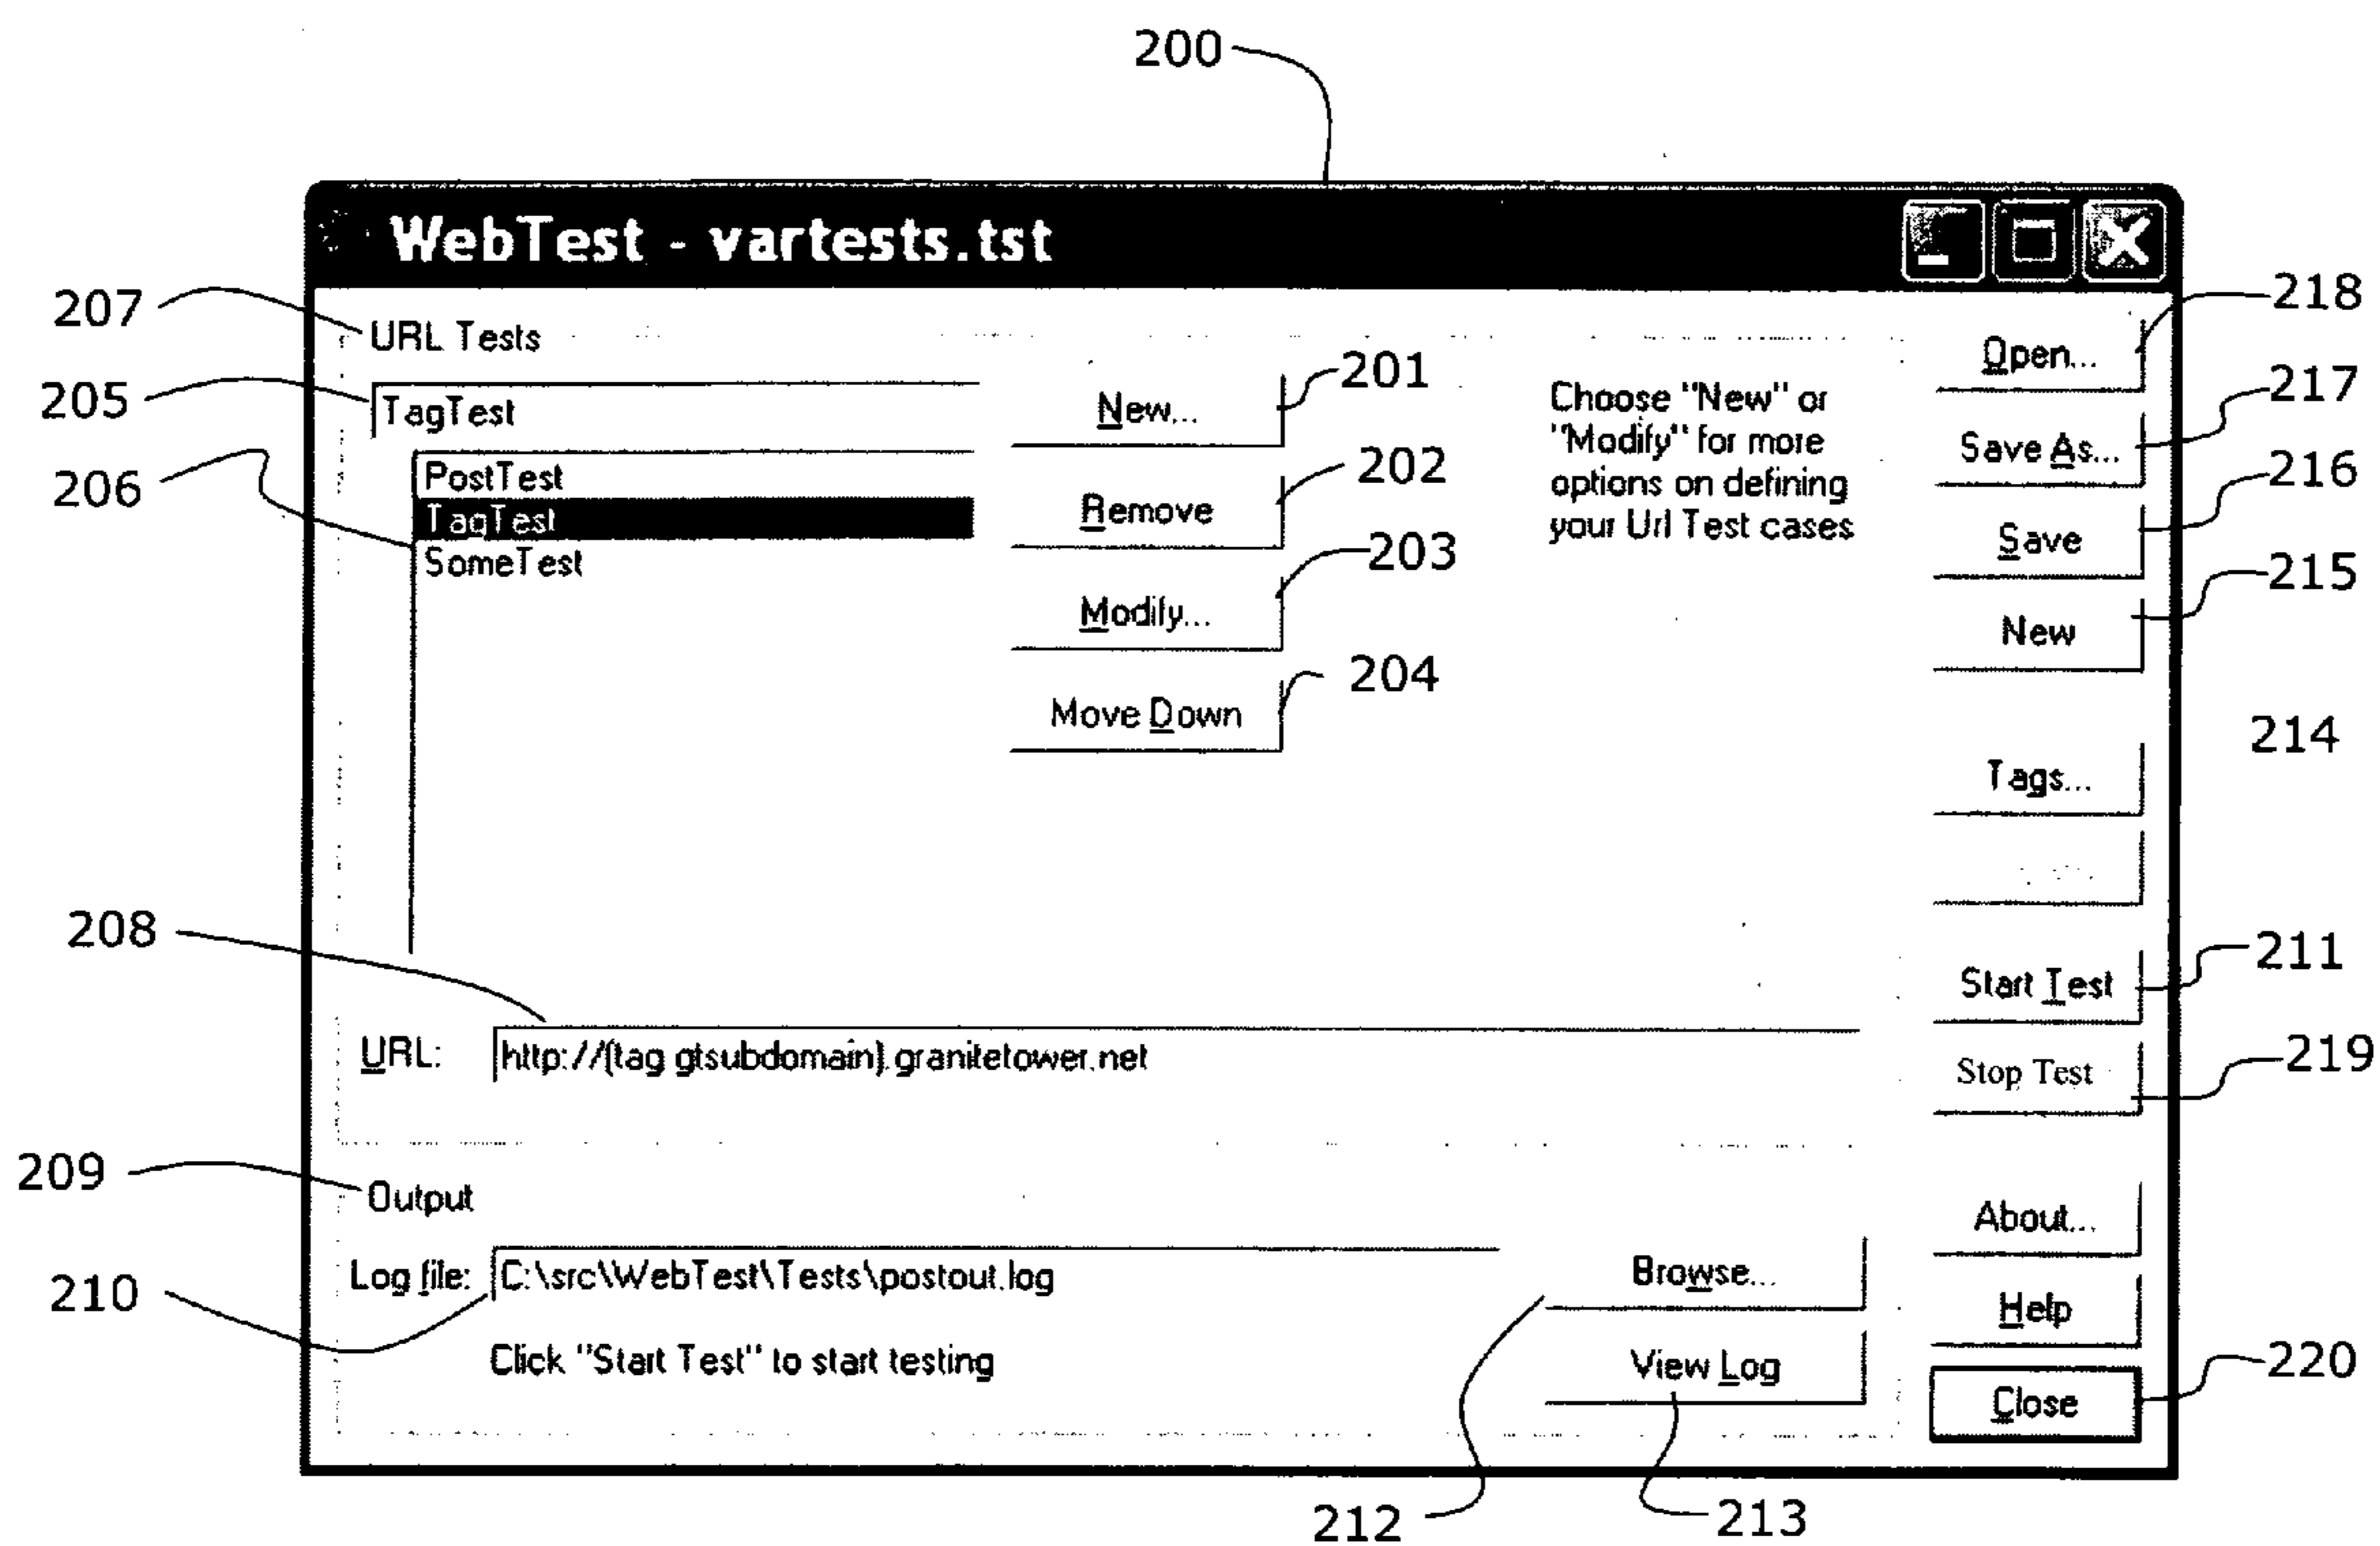 200
WebTest - vartests.tst
207
URL Tests
205
TagTest
206
PostTest
TagTest
SomeTest
New...
201
Remove
202
Modify...
203
Move Down
204
Choose "New" or
"Modify" for more
options on defining
your Url Test cases
Open...
218
Save As...
217
Save
216
New
215
214
Tags...
Start Test
211
Stop Test
219
208
URL:
http://{tag gtsubdomain}.granitetower.net
209
Output
Log file:
C:\src\WebTest\Tests\postout.log
210
Click "Start Test" to start testing
Browse...
View Log
212
213
About...
Help
Close
220